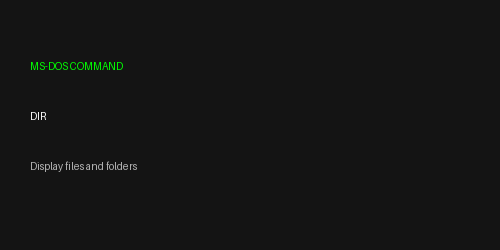 MS-DOS COMMAND
DIR
Display files and folders